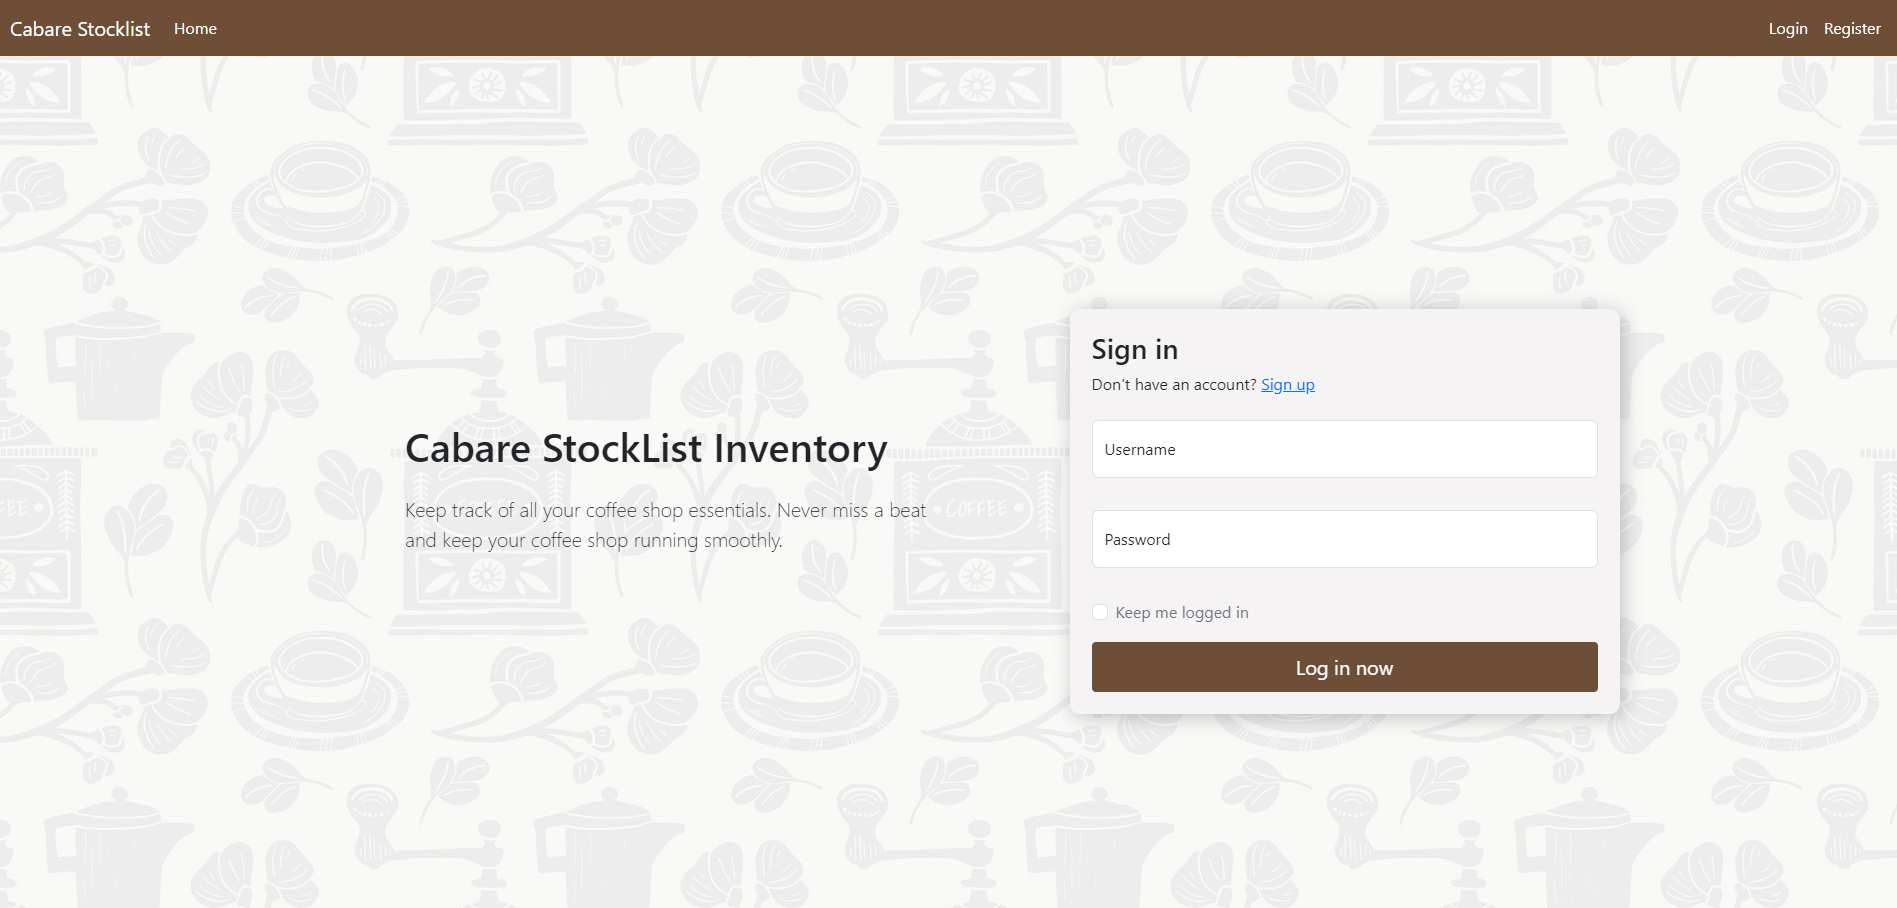 Cabare Stocklist Home Login Register
Cabare StockList Inventory
Keep track of all your coffee shop essentials. Never miss a beat
and keep your coffee shop running smoothly.
Sign in
Don't have an account? Sign up
Username
Password
Keep me logged in
Log in now
COFFEE